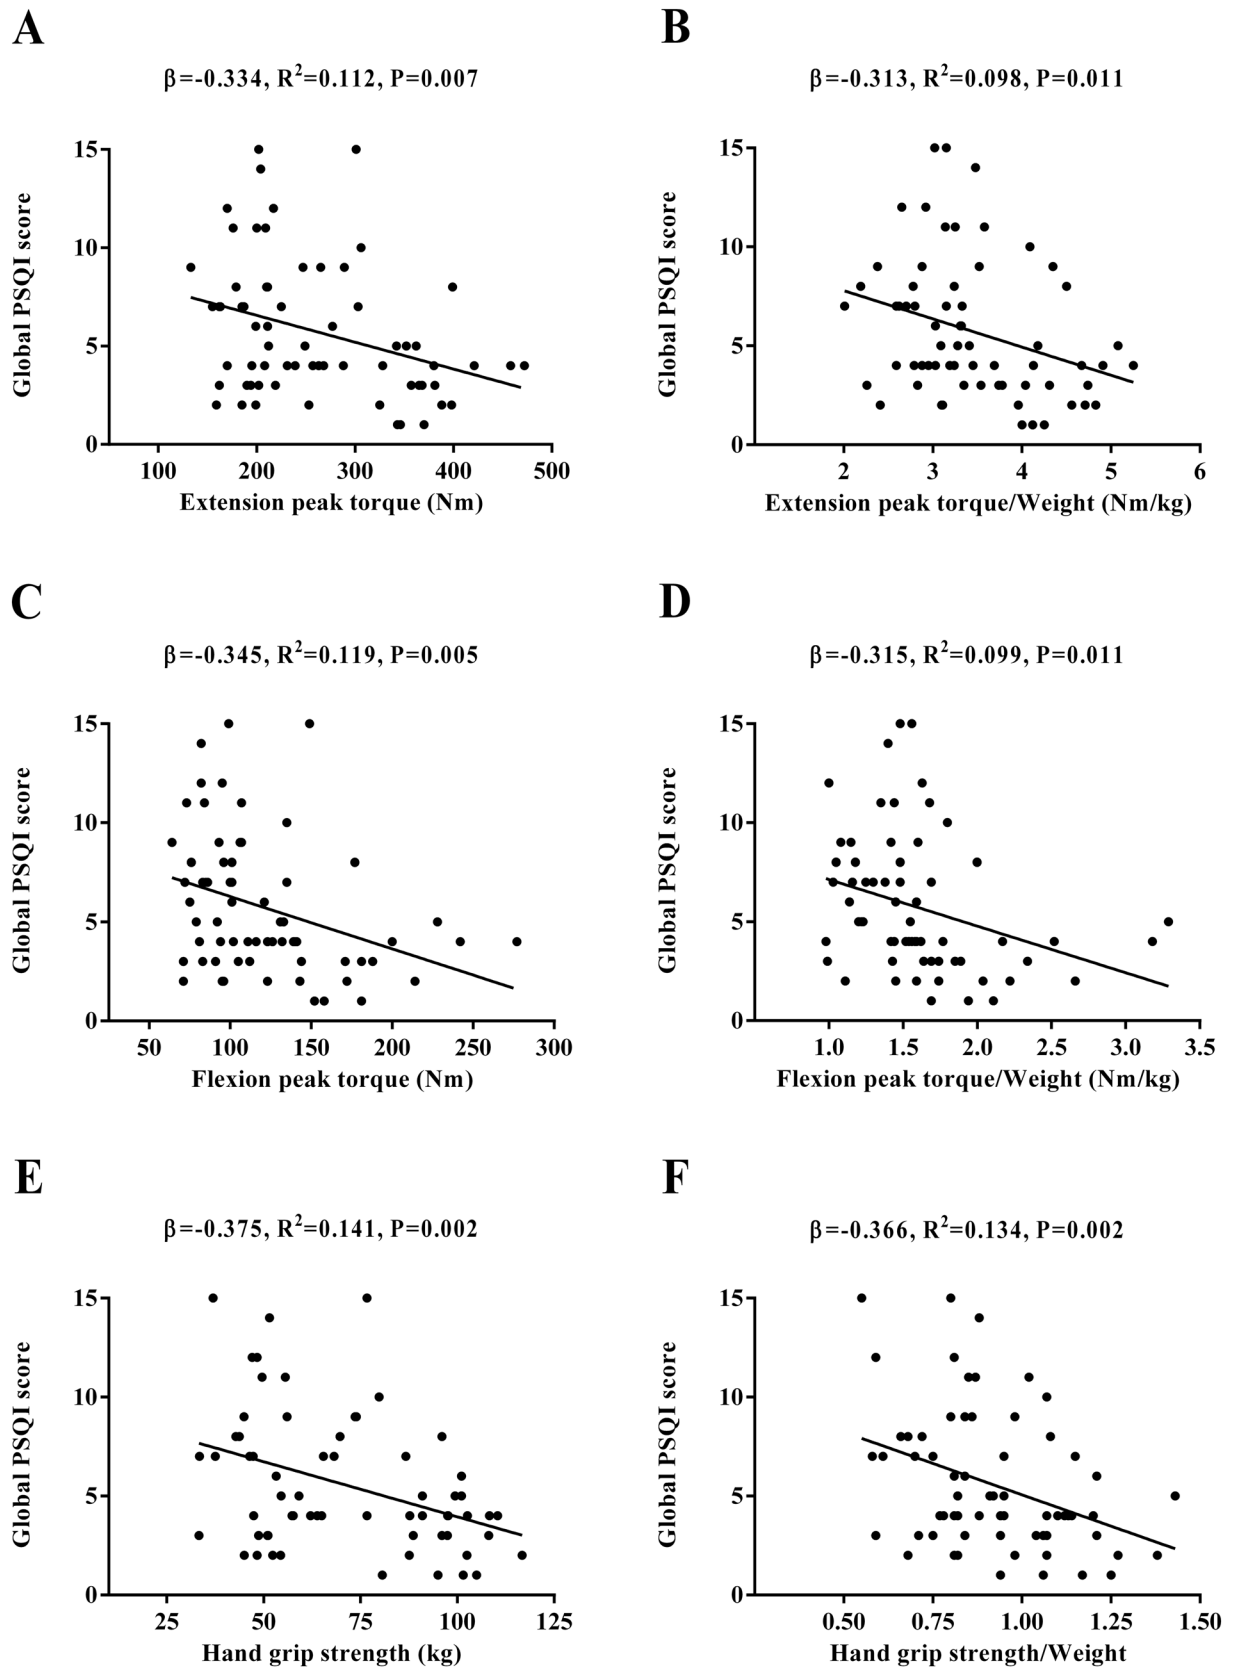 A
B
β=-0.334, R²=0.112, P=0.007
β=-0.313, R²=0.098, P=0.011
Global PSQI score
15
10
5
0
100 200 300 400 500
Extension peak torque (Nm)
Global PSQI score
15
10
5
0
2 3 4 5 6
Extension peak torque/Weight (Nm/kg)
C
D
β=-0.345, R²=0.119, P=0.005
β=-0.315, R²=0.099, P=0.011
Global PSQI score
15
10
5
0
50 100 150 200 250 300
Flexion peak torque (Nm)
Global PSQI score
15
10
5
0
1.0 1.5 2.0 2.5 3.0 3.5
Flexion peak torque/Weight (Nm/kg)
E
F
β=-0.375, R²=0.141, P=0.002
β=-0.366, R²=0.134, P=0.002
Global PSQI score
15
10
5
0
25 50 75 100 125
Hand grip strength (kg)
Global PSQI score
15
10
5
0
0.50 0.75 1.00 1.25 1.50
Hand grip strength/Weight